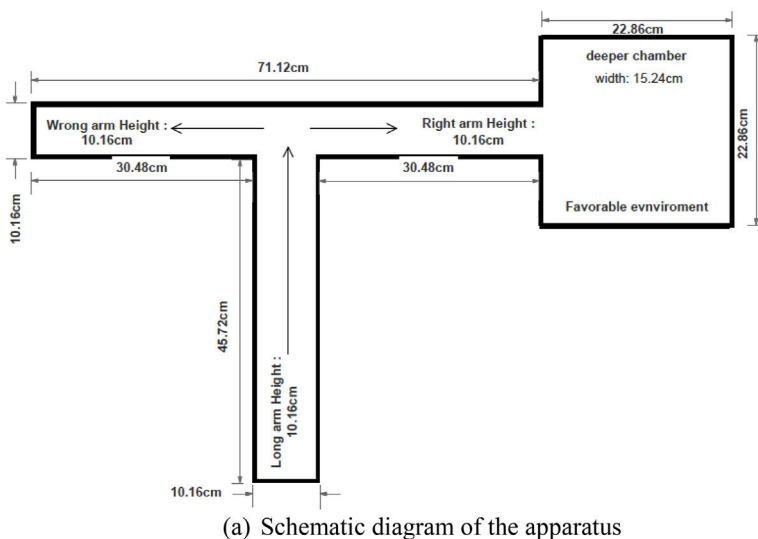 22.86cm
deeper chamber
width: 15.24cm
71.12cm
Wrong arm Height :
10.16cm
Right arm Height :
10.16cm
22.86cm
30.48cm
30.48cm
10.16cm
Favorable evnviroment
45.72cm
Long arm Height :
10.16cm
10.16cm
(a) Schematic diagram of the apparatus